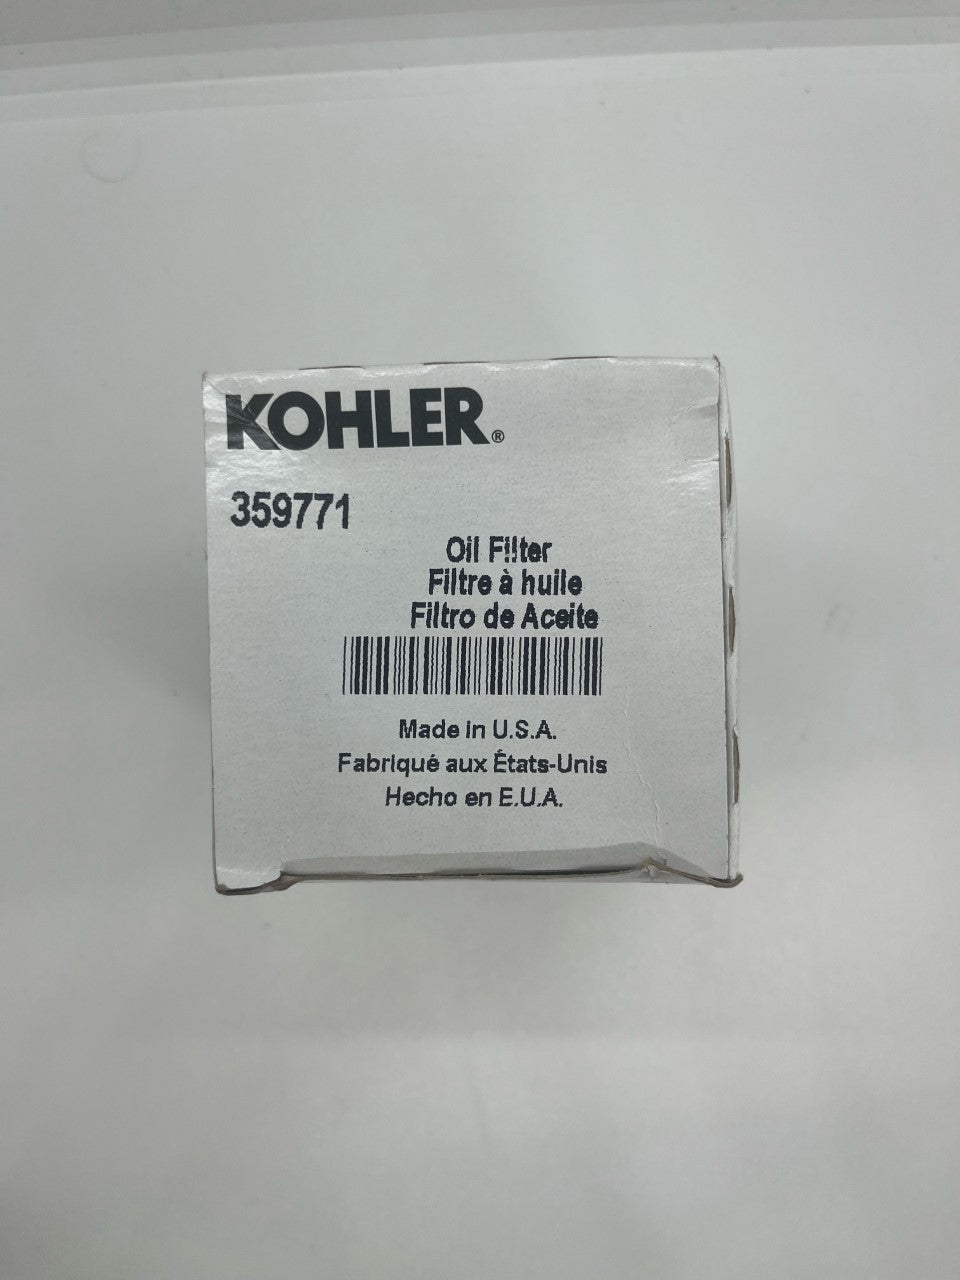 KOHLER®
359771
Oil Filter
Filtre à huile
Filtro de Aceite
Made in U.S.A.
Fabriqué aux États-Unis
Hecho en E.U.A.